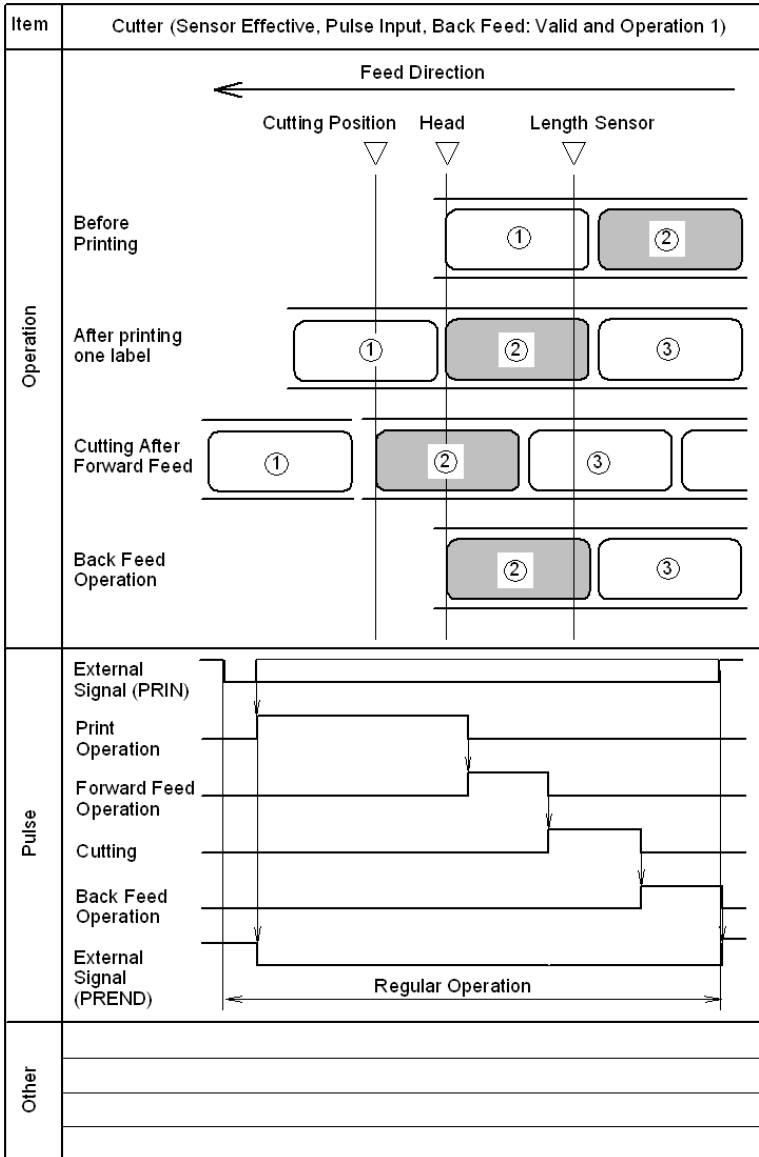 Item
Cutter (Sensor Effective, Pulse Input, Back Feed: Valid and Operation 1)
Operation
Feed Direction
Cutting Position Head Length Sensor
Before
Printing
① ②
After printing
one label
① ② ③
Cutting After
Forward Feed
① ② ③
Back Feed
Operation
② ③
Pulse
External
Signal (PRIN)
Print
Operation
Forward Feed
Operation
Cutting
Back Feed
Operation
External
Signal
(PREND)
Regular Operation
Other